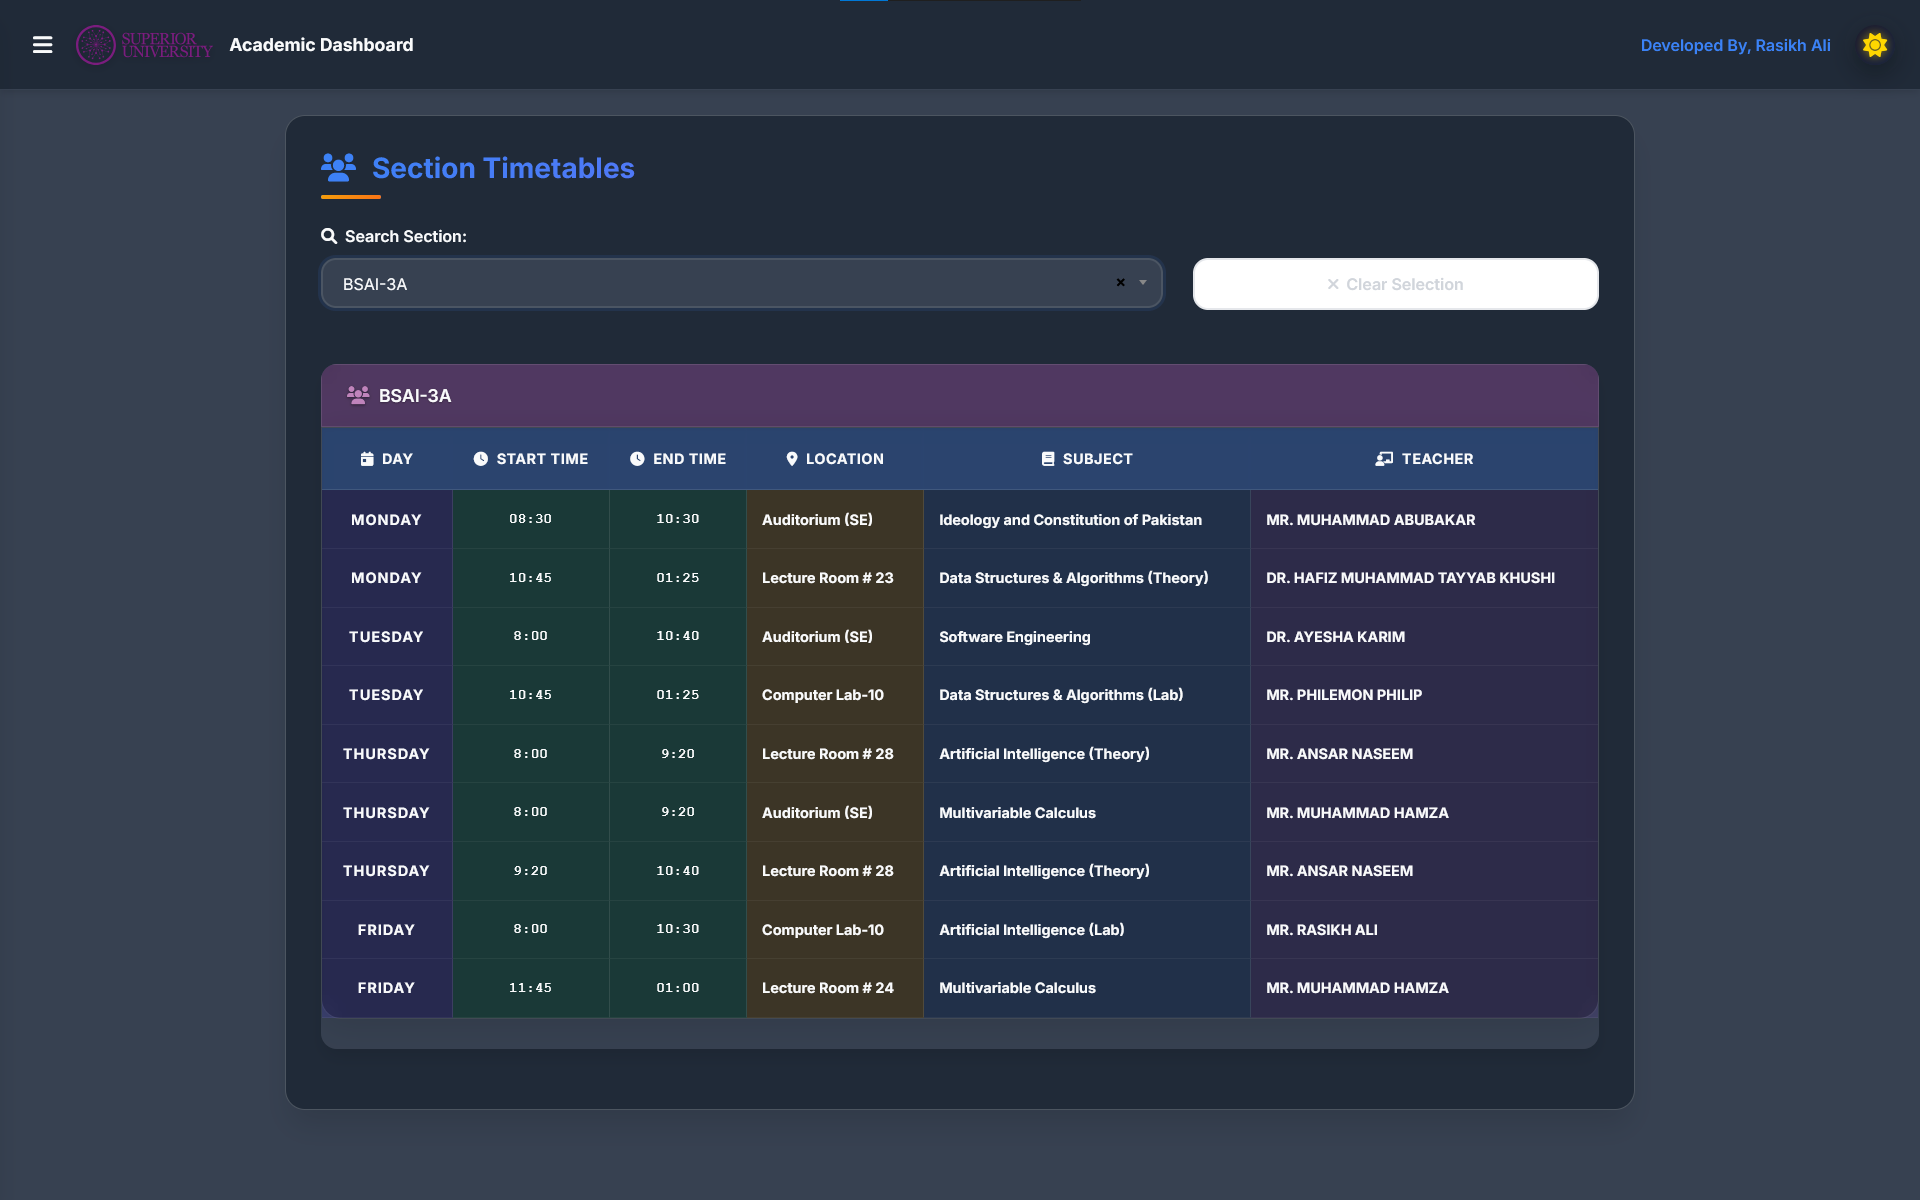 SUPERIOR
UNIVERSITY
Academic Dashboard
Developed By, Rasikh Ali
Section Timetables
Search Section:
BSAI-3A × 
× Clear Selection
BSAI-3A
DAY START TIME END TIME LOCATION SUBJECT TEACHER
MONDAY 08:30 10:30 Auditorium (SE) Ideology and Constitution of Pakistan MR. MUHAMMAD ABUBAKAR
MONDAY 10:45 01:25 Lecture Room # 23 Data Structures & Algorithms (Theory) DR. HAFIZ MUHAMMAD TAYYAB KHUSHI
TUESDAY 8:00 10:40 Auditorium (SE) Software Engineering DR. AYESHA KARIM
TUESDAY 10:45 01:25 Computer Lab-10 Data Structures & Algorithms (Lab) MR. PHILEMON PHILIP
THURSDAY 8:00 9:20 Lecture Room # 28 Artificial Intelligence (Theory) MR. ANSAR NASEEM
THURSDAY 8:00 9:20 Auditorium (SE) Multivariable Calculus MR. MUHAMMAD HAMZA
THURSDAY 9:20 10:40 Lecture Room # 28 Artificial Intelligence (Theory) MR. ANSAR NASEEM
FRIDAY 8:00 10:30 Computer Lab-10 Artificial Intelligence (Lab) MR. RASIKH ALI
FRIDAY 11:45 01:00 Lecture Room # 24 Multivariable Calculus MR. MUHAMMAD HAMZA